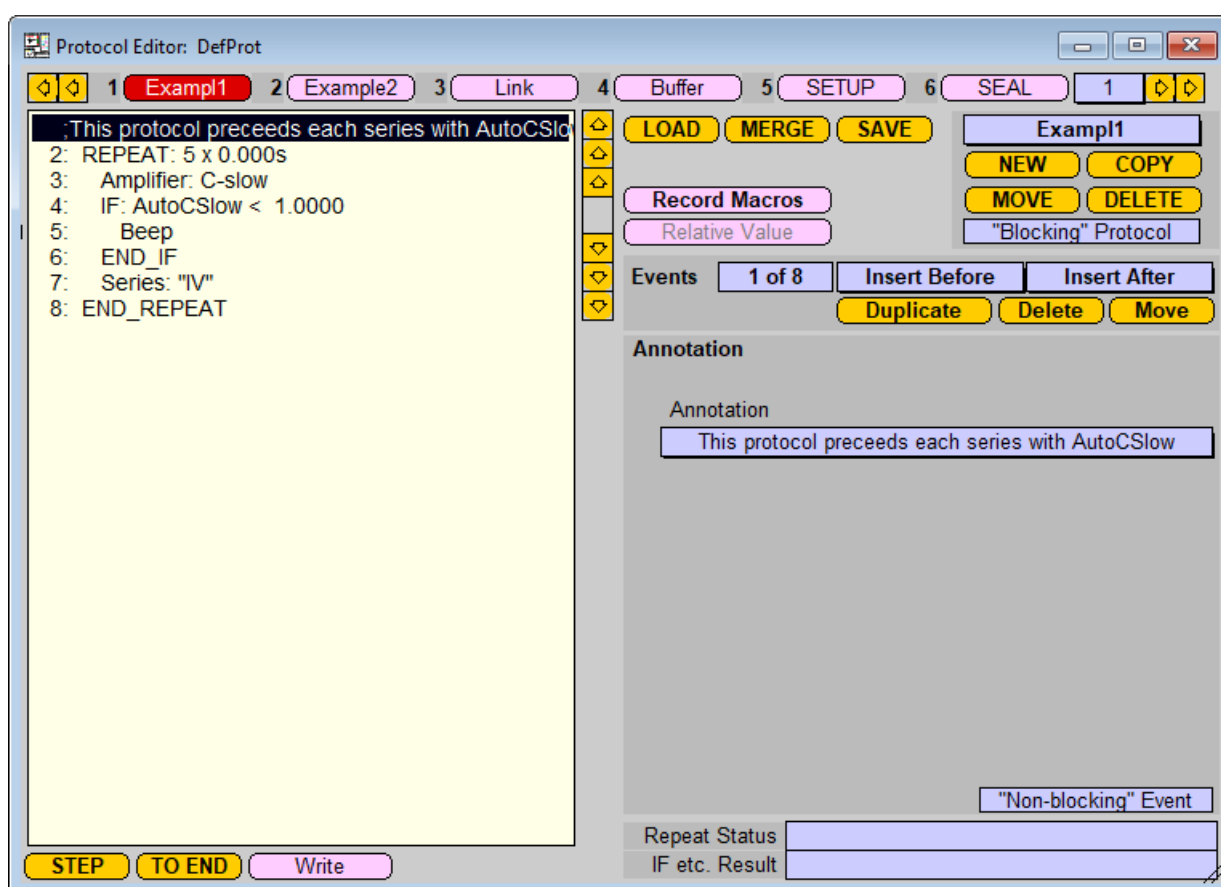 Protocol Editor: DefProt
1 Exampl1 2 Example2 3 Link 4 Buffer 5 SETUP 6 SEAL 1
;This protocol preceeds each series with AutoCSlo
2: REPEAT: 5 x 0.000s
3: Amplifier: C-slow
4: IF: AutoCSlow < 1.0000
5: Beep
6: END_IF
7: Series: "IV"
8: END_REPEAT
LOAD MERGE SAVE Exampl1
NEW COPY
Record Macros MOVE DELETE
Relative Value "Blocking" Protocol
Events 1 of 8 Insert Before Insert After
Duplicate Delete Move
Annotation
Annotation
This protocol preceeds each series with AutoCSlow
"Non-blocking" Event
Repeat Status
IF etc. Result
STEP TO END Write